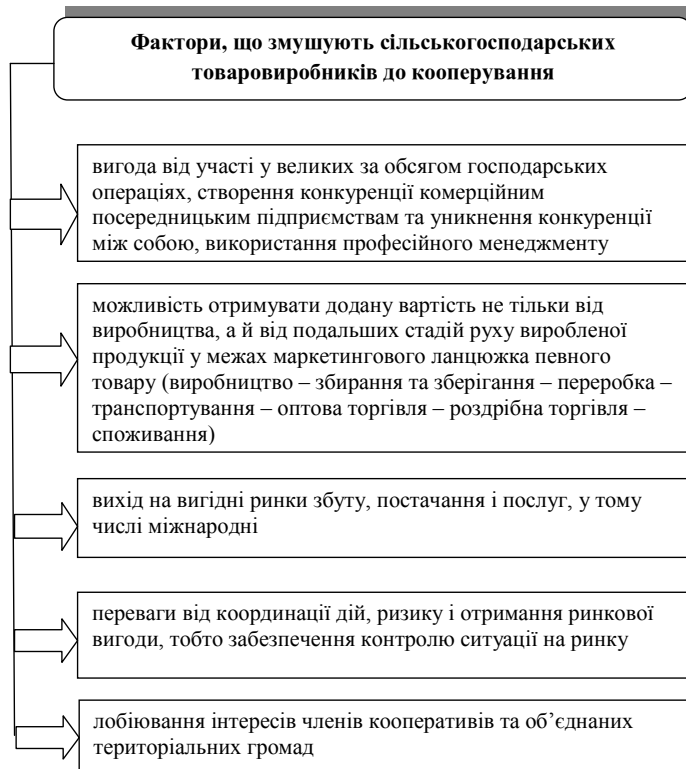 Фактори, що змушують сільськогосподарських
товаровиробників до кооперування
вигода від участі у великих за обсягом господарських
операціях, створення конкуренції комерційним
посередницьким підприємствам та уникнення конкуренції
між собою, використання професійного менеджменту
можливість отримувати додану вартість не тільки від
виробництва, а й від подальших стадій руху виробленої
продукції у межах маркетингового ланцюжка певного
товару (виробництво – збирання та зберігання – переробка –
транспортування – оптова торгівля – роздрібна торгівля –
споживання)
вихід на вигідні ринки збуту, постачання і послуг, у тому
числі міжнародні
переваги від координації дій, ризику і отримання ринкової
вигоди, тобто забезпечення контролю ситуації на ринку
лобіювання інтересів членів кооперативів та об’єднаних
територіальних громад